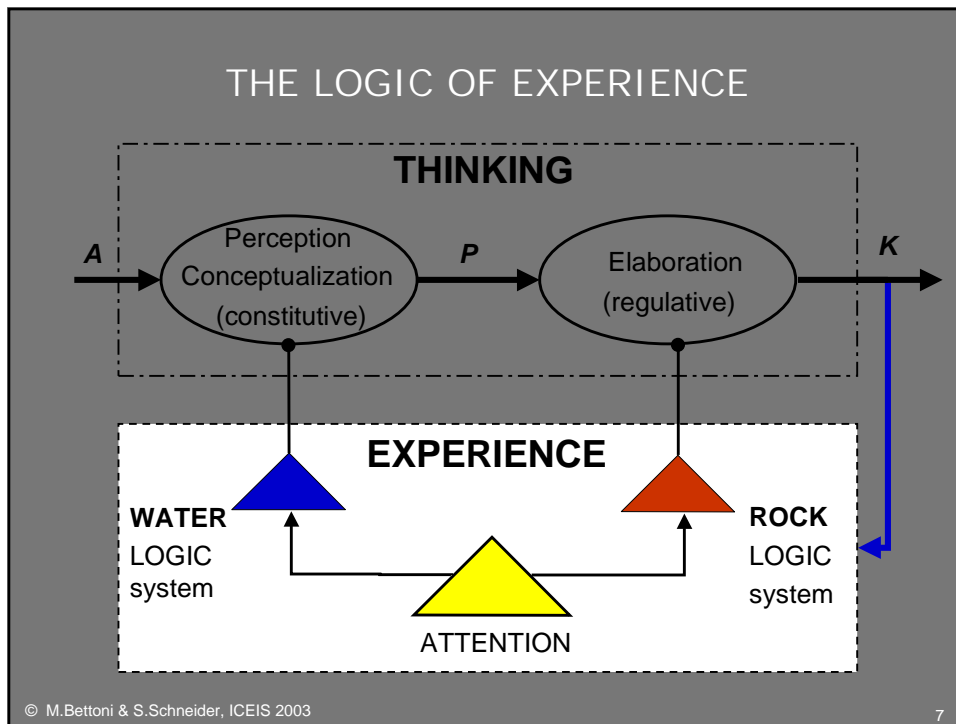 THE LOGIC OF EXPERIENCE
THINKING
A
Perception
Conceptualization
(constitutive)
P
Elaboration
(regulative)
K
EXPERIENCE
WATER
LOGIC
system
ROCK
LOGIC
system
ATTENTION
© M.Bettoni & S.Schneider, ICEIS 2003
7